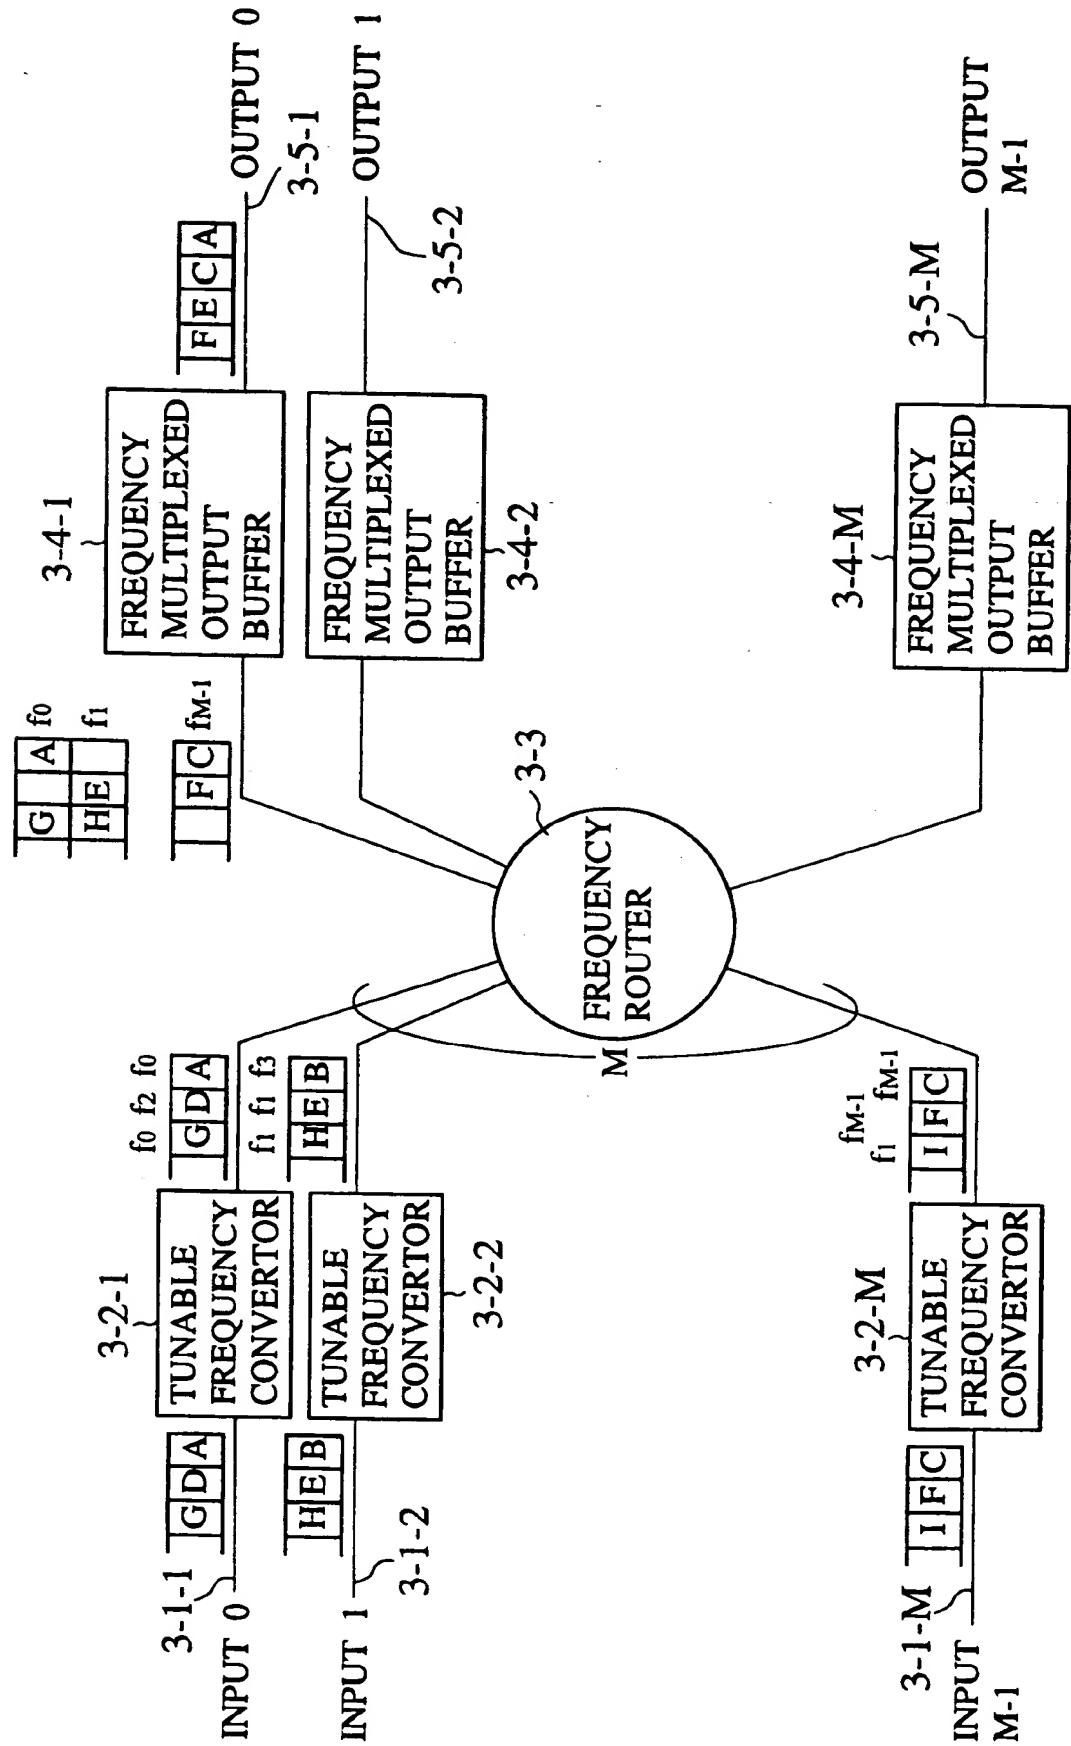 INPUT 0
3-1-1
G D A
3-2-1
TUNABLE
FREQUENCY
CONVERTOR
f0 f2 f0
G D A
INPUT 1
3-1-2
H E B
TUNABLE
FREQUENCY
CONVERTOR
3-2-2
f1 f1 f3
H E B
INPUT
M-1
3-1-M
I F C
3-2-M
TUNABLE
FREQUENCY
CONVERTOR
f1 fM-1 fM-1
I F C
M
FREQUENCY
ROUTER
3-3
G A f0
H E f1
F C fM-1
3-4-1
FREQUENCY
MULTIPLEXED
OUTPUT
BUFFER
F E C A
OUTPUT 0
3-5-1
FREQUENCY
MULTIPLEXED
OUTPUT
BUFFER
3-4-2
OUTPUT 1
3-5-2
3-4-M
FREQUENCY
MULTIPLEXED
OUTPUT
BUFFER
3-5-M
OUTPUT
M-1